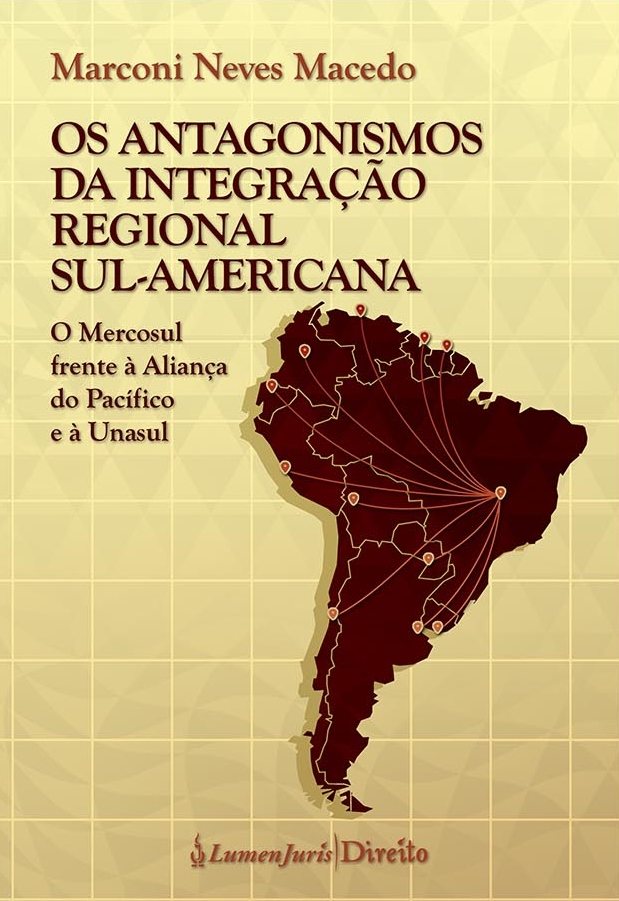 Marconi Neves Macedo
OS ANTAGONISMOS
DA INTEGRAÇÃO
REGIONAL
SUL-AMERICANA
O Mercosul
frente à Aliança
do Pacífico
e à Unasul
LumenJuris|Direito